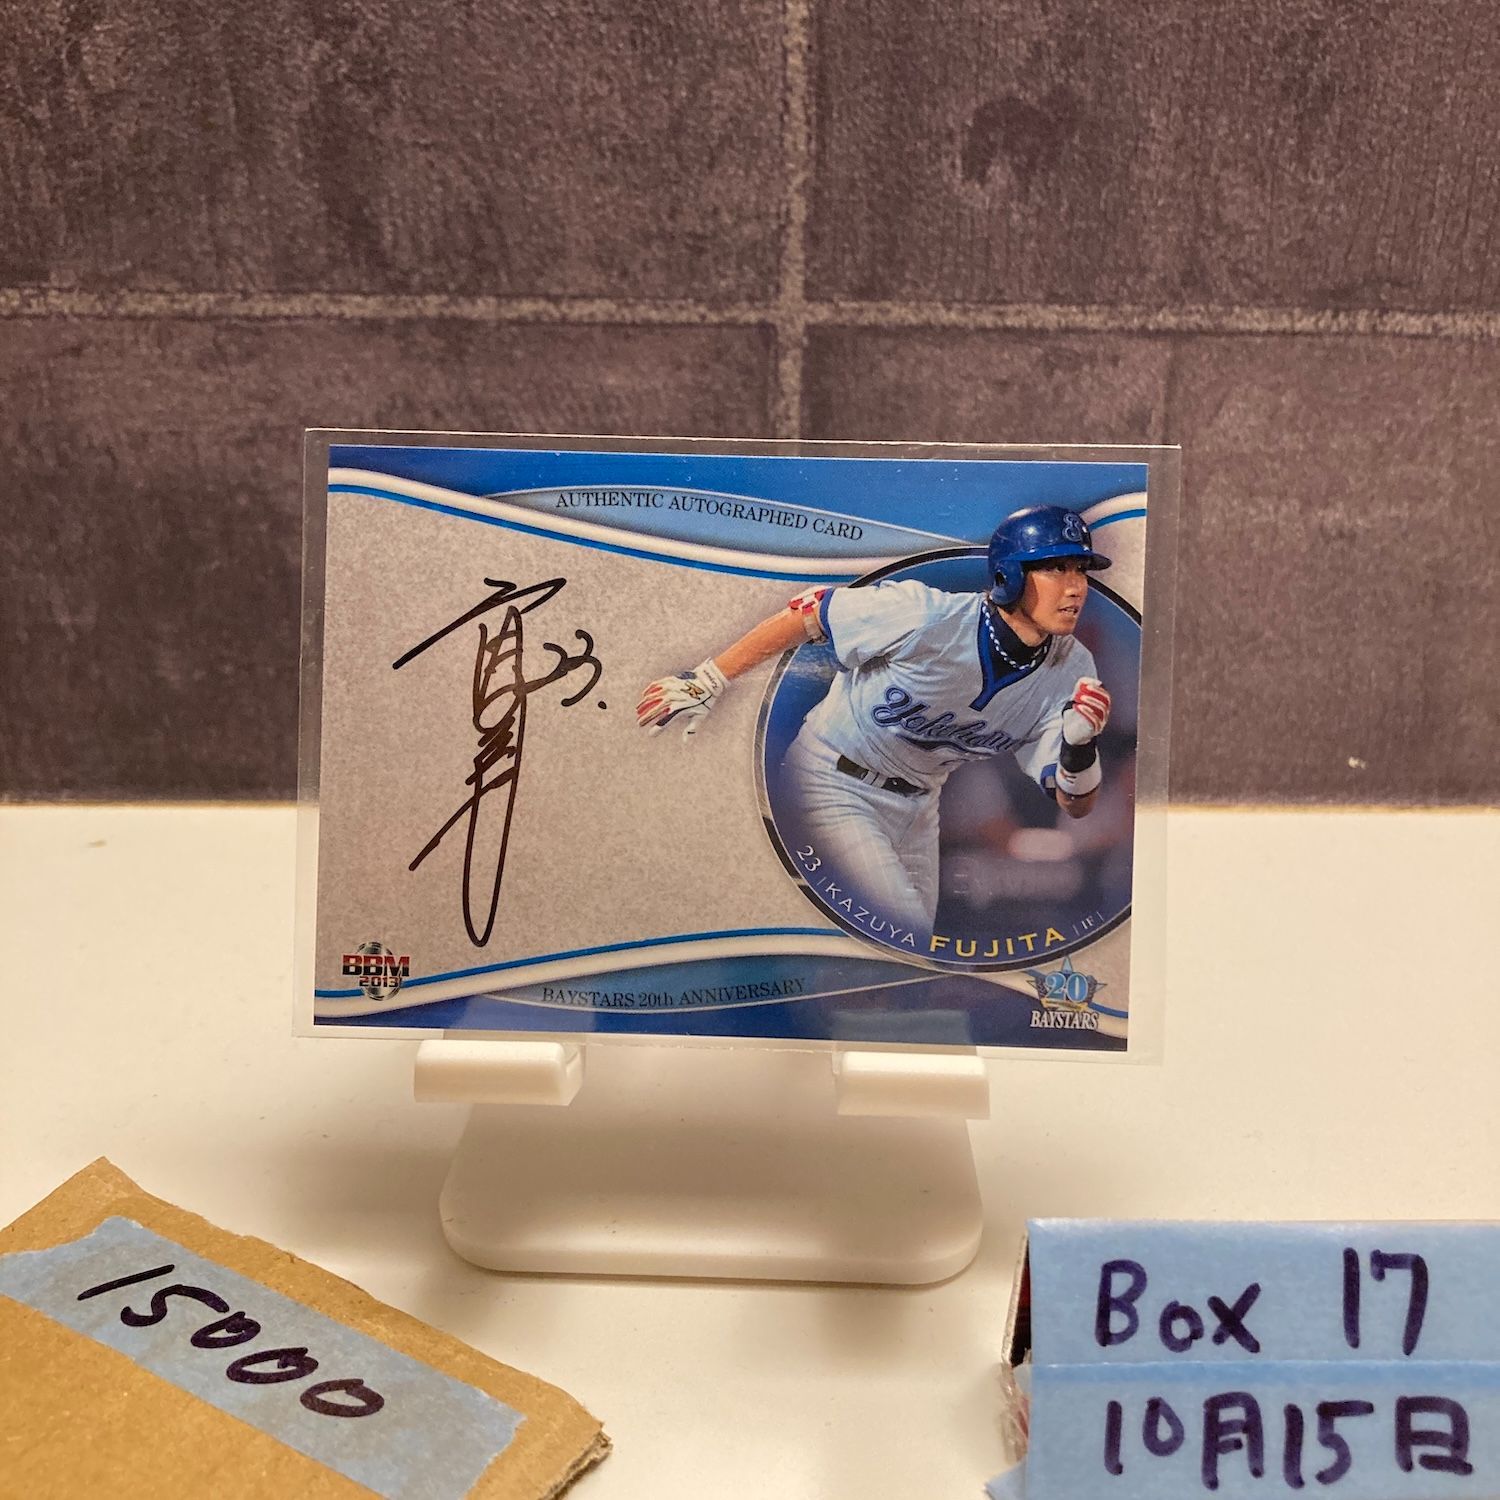 AUTHENTIC AUTOGRAPHED CARD
23.
Yokohama
23 | KAZUYA FUJITA | IF |
BBM
2013
BAYSTARS 20th ANNIVERSARY
20
BAYSTARS
15000
Box 17
10月15日